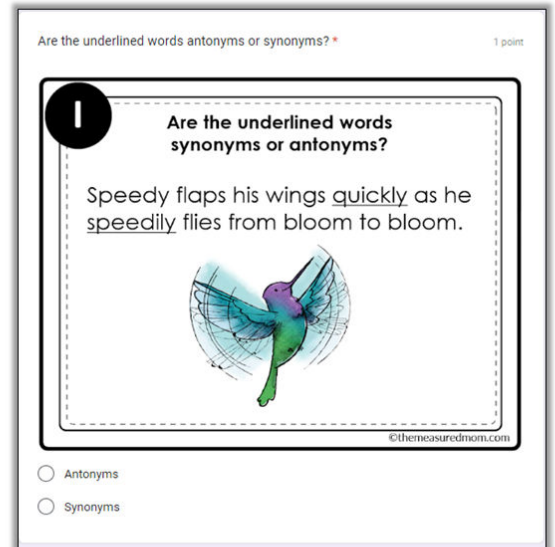 Are the underlined words antonyms or synonyms? *
1 point
1
Are the underlined words
synonyms or antonyms?
Speedy flaps his wings quickly as he
speedily flies from bloom to bloom.
©themeasuredmom.com
Antonyms
Synonyms